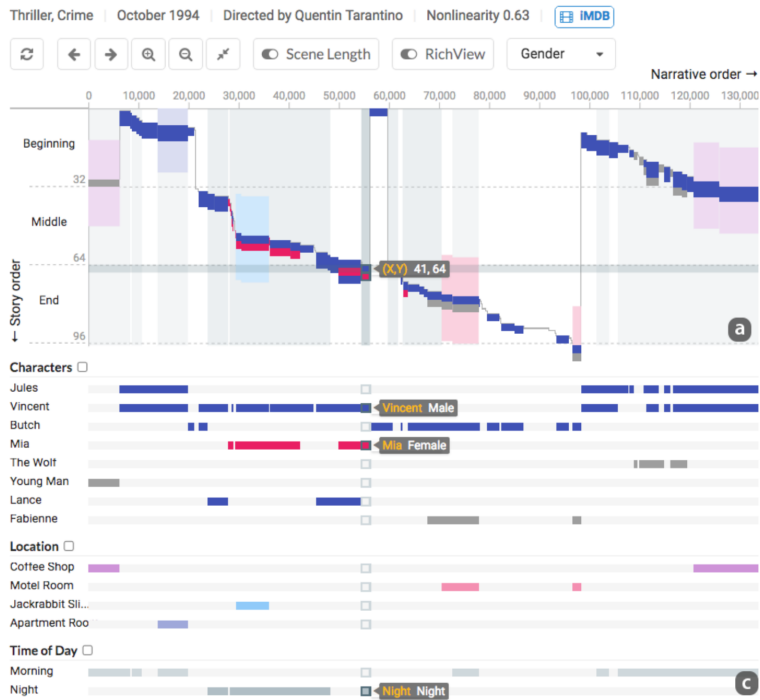 Thriller, Crime October 1994 Directed by Quentin Tarantino Nonlinearity 0.63 IMDB
Scene Length RichView Gender
Narrative order →
0 10,000 20,000 30,000 40,000 50,000 60,000 70,000 80,000 90,000 100,000 110,000 120,000 130,000
Beginning
32
Middle
64
(X,Y) 41, 64
End
← Story order
96
a
Characters
Jules
Vincent
Vincent Male
Butch
Mia
Mia Female
The Wolf
Young Man
Lance
Fabienne
Location
Coffee Shop
Motel Room
Jackrabbit Sli...
Apartment Roo
Time of Day
Morning
Night
Night Night
c